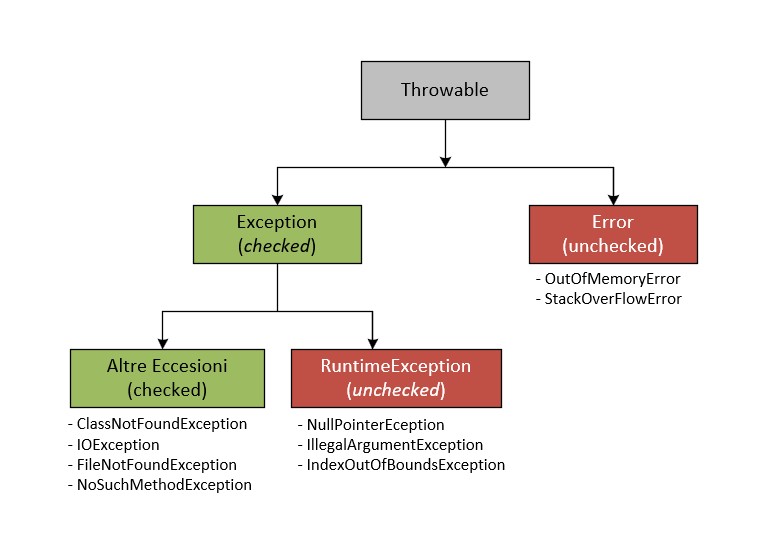 Throwable
Exception
(checked)
Error
(unchecked)
- OutOfMemoryError
- StackOverFlowError
Altre Eccesioni
(checked)
RuntimeException
(unchecked)
- ClassNotFoundException
- IOException
- FileNotFoundException
- NoSuchMethodException
- NullPointerEception
- IllegalArgumentException
- IndexOutOfBoundsException